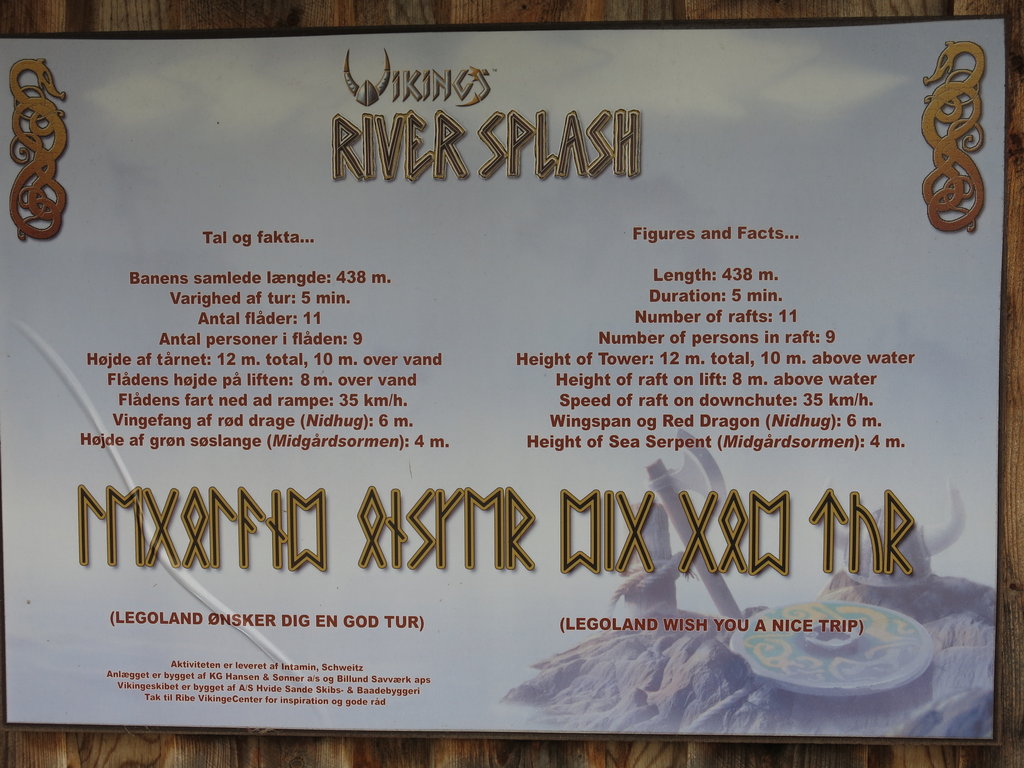 VIKINGS™
RIVER SPLASH
Tal og fakta...
Banens samlede længde: 438 m.
Varighed af tur: 5 min.
Antal flåder: 11
Antal personer i flåden: 9
Højde af tårnet: 12 m. total, 10 m. over vand
Flådens højde på liften: 8 m. over vand
Flådens fart ned ad rampe: 35 km/h.
Vingefang af rød drage (Nidhug): 6 m.
Højde af grøn søslange (Midgårdsormen): 4 m.
Figures and Facts...
Length: 438 m.
Duration: 5 min.
Number of rafts: 11
Number of persons in raft: 9
Height of Tower: 12 m. total, 10 m. above water
Height of raft on lift: 8 m. above water
Speed of raft on downchute: 35 km/h.
Wingspan og Red Dragon (Nidhug): 6 m.
Height of Sea Serpent (Midgårdsormen): 4 m.
(LEGOLAND ØNSKER DIG EN GOD TUR)
(LEGOLAND WISH YOU A NICE TRIP)
Aktiviteten er leveret af Intamin, Schweitz
Anlægget er bygget af KG Hansen & Sønner a/s og Billund Savværk aps
Vikingeskibet er bygget af A/S Hvide Sande Skibs- & Baadebyggeri
Tak til Ribe VikingeCenter for inspiration og gode råd